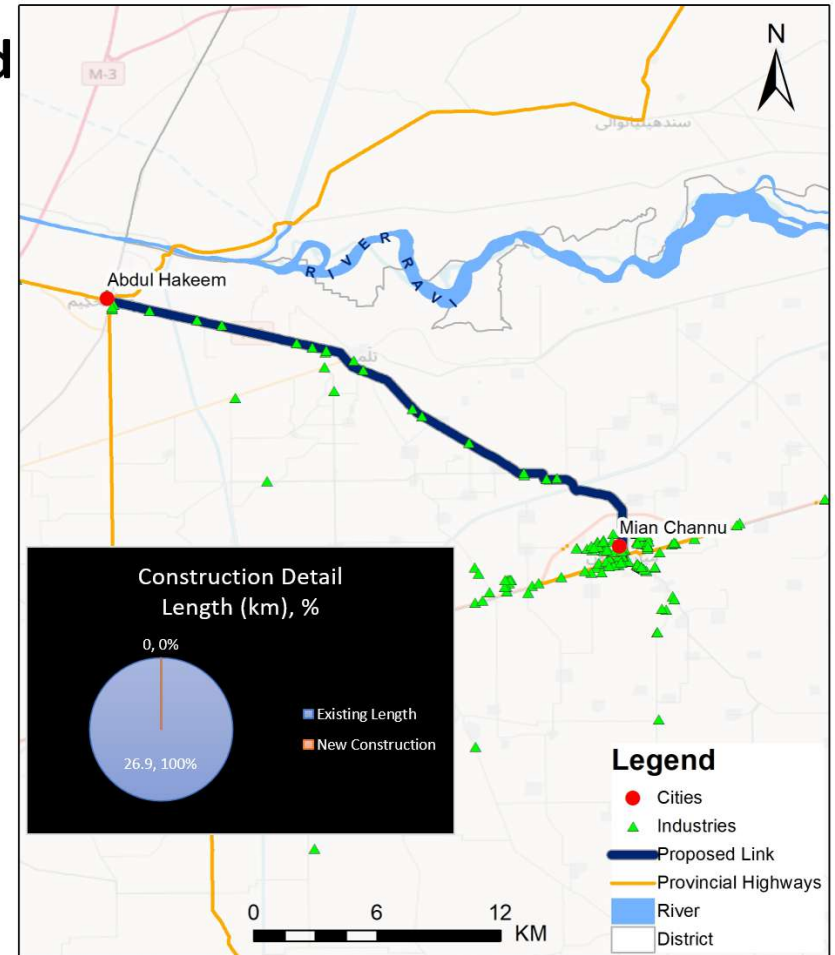 d
N
M-3
سندھیلیانوالی
RIVER RAVI
Abdul Hakeem
Mian Channu
Construction Detail
Length (km), %
0, 0%
26.9, 100%
Existing Length
New Construction
Legend
Cities
Industries
Proposed Link
Provincial Highways
River
District
0 6 12
KM